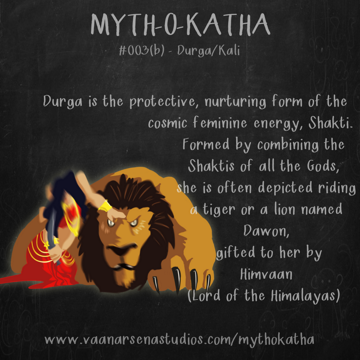 MYTH-O-KATHA
#003(b) - Durga/Kali
Durga is the protective, nurturing form of the
cosmic feminine energy, Shakti.
Formed by combining the
Shaktis of all the Gods,
she is often depicted riding
a tiger or a lion named
Dawon,
gifted to her by
Himvaan
(Lord of the Himalayas)
www.vaanarsenastudios.com/mythokatha